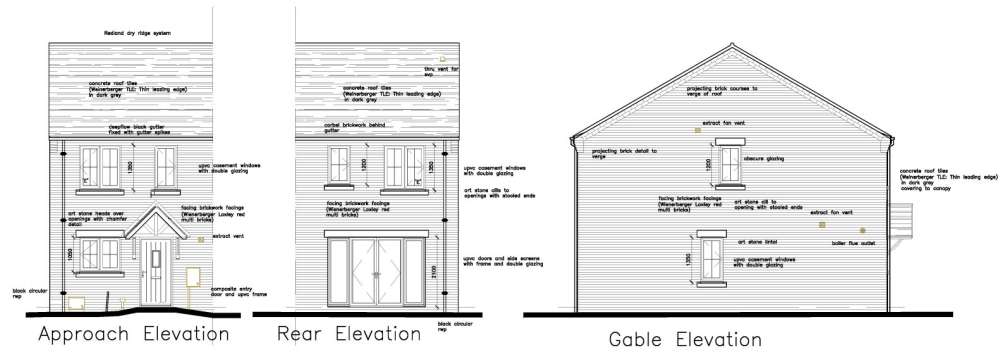 Redland dry ridge system
concrete roof tiles
(Weinerberger TLE: Thin leading edge)
in dark grey
deepflow black gutter
fixed with gutter spikes
1350
upvc casement windows
with double glazing
art stone heads over
openings with chamfer
detail
facing brickwork facings
(Wienerberger Loxley red
multi bricks)
extract vent
1050
composite entry
door and upvc frame
black circular
rwp
Approach Elevation
thru vent for
svp
concrete roof tiles
(Weinerberger TLE: Thin leading edge)
in dark grey
corbel brickwork behind
gutter
1200
1350
upvc casement windows
with double glazing
art stone cills to
openings with stooled ends
facing brickwork facings
(Wienerberger Loxley red
multi bricks)
2100
upvc doors and side screens
with frame and double glazing
black circular
rwp
Rear Elevation
projecting brick courses to
verge of roof
extract fan vent
projecting brick detail to
verge
1200
obscure glazing
concrete roof tiles
(Weinerberger TLE: Thin leading edge)
in dark grey
covering to canopy
facing brickwork facings
(Wienerberger Loxley red
multi bricks)
art stone cill to
opening with stooled ends
extract fan vent
boiler flue outlet
art stone lintel
1350
upvc casement windows
with double glazing
Gable Elevation